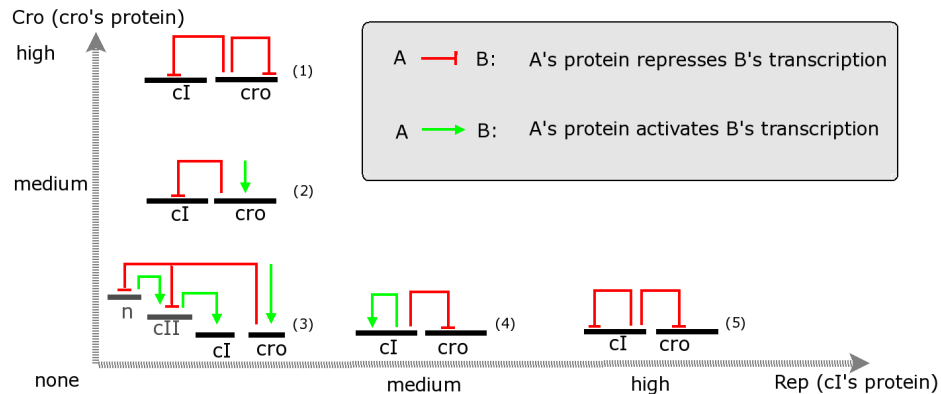 Cro (cro's protein)
high
cI cro (1)
A B: A's protein represses B's transcription
A B: A's protein activates B's transcription
medium
cI cro (2)
n
cII
cI cro (3)
cI cro (4)
cI cro (5)
none
medium
high
Rep (cI's protein)